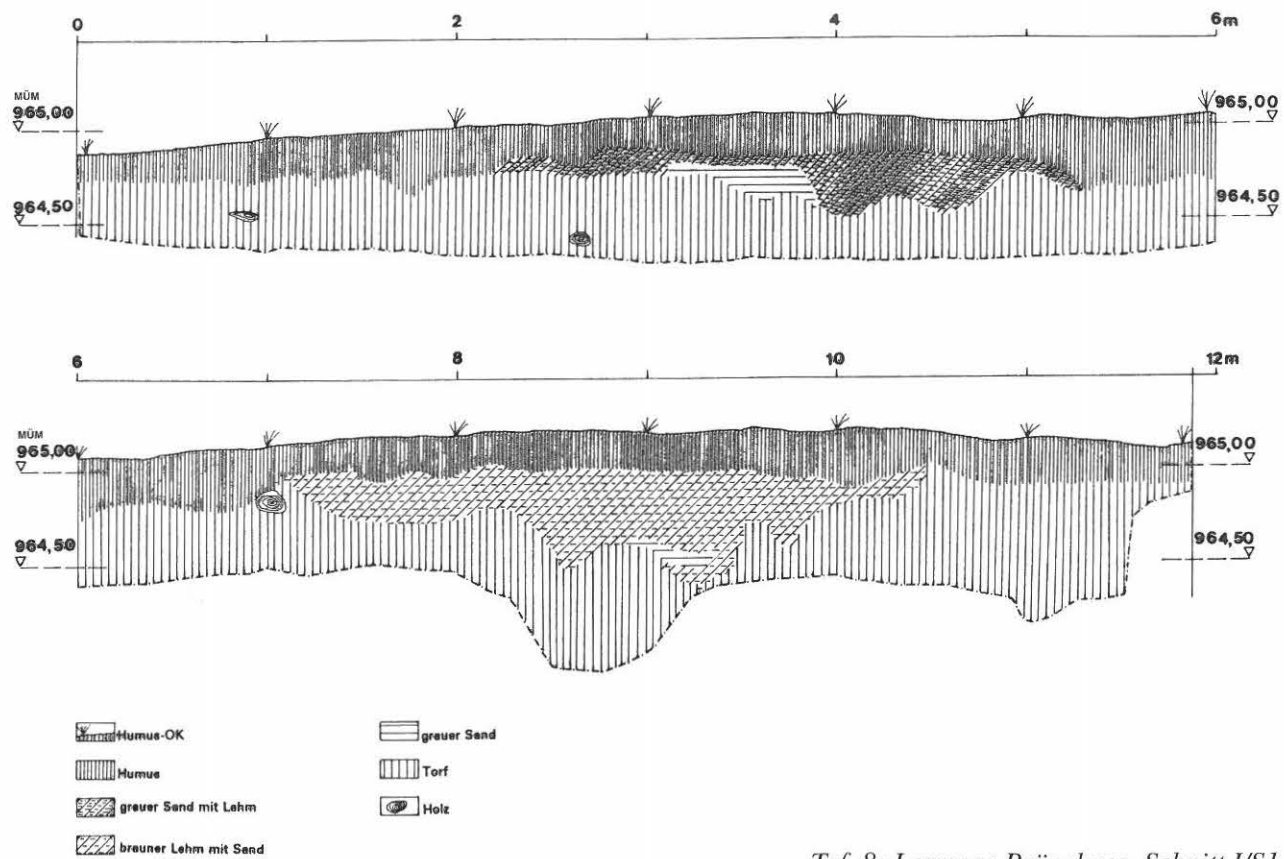 0 2 4 6m
MÜM
965,00 965,00
964,50 964,50
6 8 10 12m
MÜM
965,00 965,00
964,50 964,50
Humus-OK
Humus
grauer Sand mit Lehm
brauner Lehm mit Sand
grauer Sand
Torf
Holz